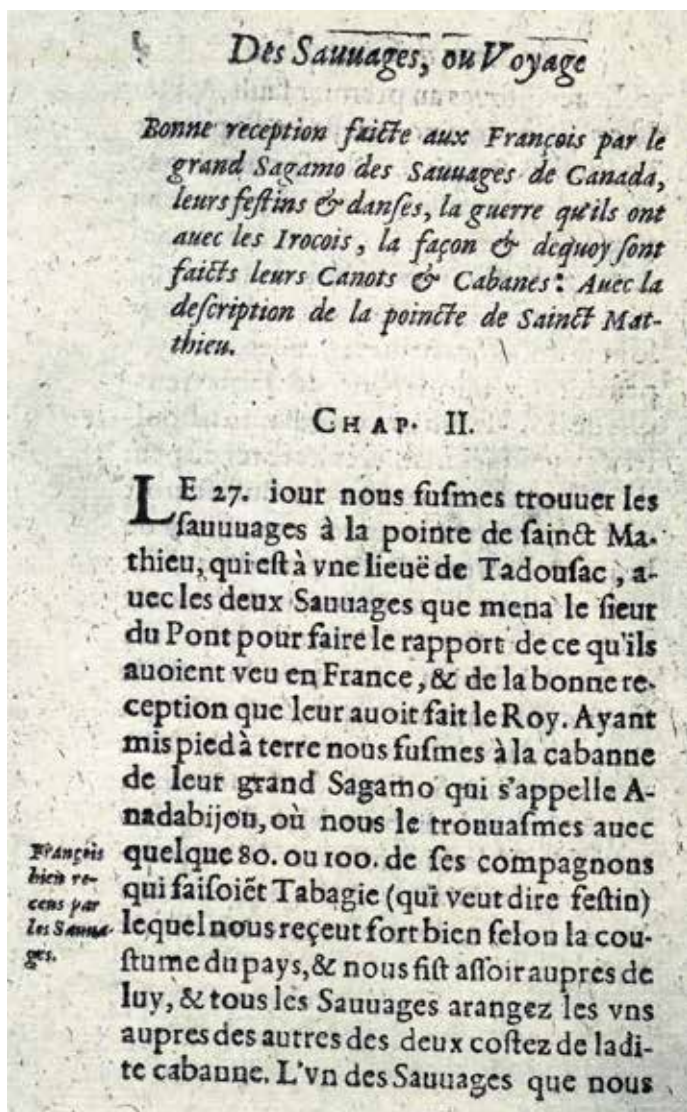 Des Sauuages, ou Voyage
Bonne reception faicte aux François par le
grand Sagamo des Sauuages de Canada,
leurs festins & danses, la guerre qu'ils ont
auec les Irocois, la façon & dequoy sont
faicts leurs Canots & Cabanes: Auec la
description de la poincte de Sainct Mat-
thieu.
CHAP. II.
LE 27. iour nous fusmes trouuer les
sauuuages à la pointe de sainct Ma-
thieu, qui est à vne lieuë de Tadousac, a-
uec les deux Sauuages que mena le sieur
du Pont pour faire le rapport de ce qu'ils
auoient veu en France, & de la bonne re-
ception que leur auoit fait le Roy. Ayant
mis pied à terre nous fusmes à la cabanne
de leur grand Sagamo qui s'appelle A-
nadabijou, où nous le trouuasmes auec
quelque 80. ou 100. de ses compagnons
qui faisoiẽt Tabagie (qui veut dire festin)
lequel nous reçeut fort bien selon la cou-
stume du pays, & nous fist assoir aupres de
luy, & tous les Sauuages arangez les vns
aupres des autres des deux costez de ladi-
te cabanne. L'vn des Sauuages que nous
François
bien re-
ceus par
les Sauua-
ges.